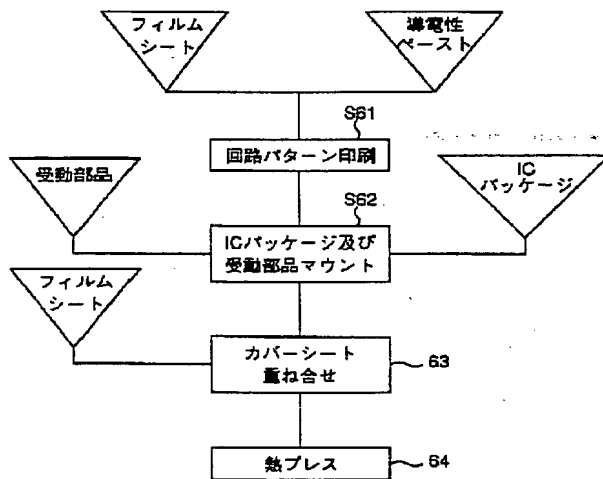 フィルム
シート
導電性
ペースト
S61
回路パターン印刷
受動部品
IC
パッケージ
S62
ICパッケージ及び
受動部品マウント
フィルム
シート
カバーシート
重ね合せ
63
熱プレス
64